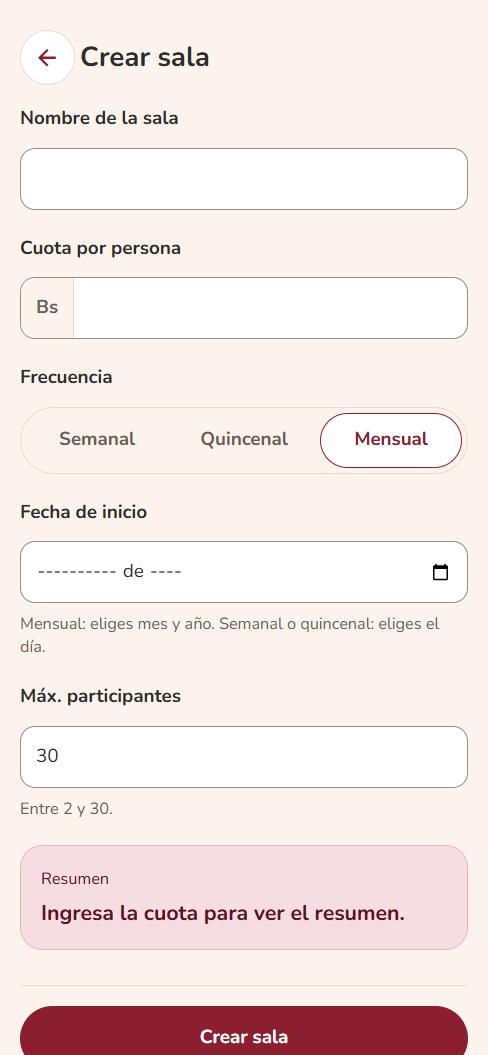 Crear sala
Nombre de la sala
Cuota por persona
Bs
Frecuencia
Semanal Quincenal Mensual
Fecha de inicio
---------- de ----
Mensual: eliges mes y año. Semanal o quincenal: eliges el
día.
Máx. participantes
30
Entre 2 y 30.
Resumen
Ingresa la cuota para ver el resumen.
Crear sala